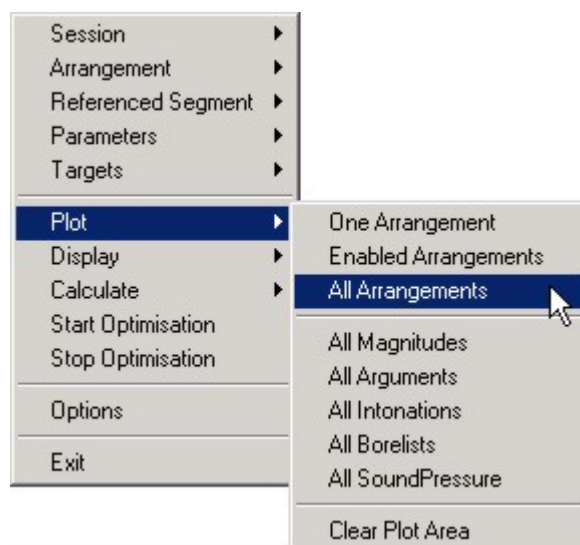 Session
Arrangement
Referenced Segment
Parameters
Targets
Plot
Display
Calculate
Start Optimisation
Stop Optimisation
Options
Exit
One Arrangement
Enabled Arrangements
All Arrangements
All Magnitudes
All Arguments
All Intonations
All Borelists
All SoundPressure
Clear Plot Area